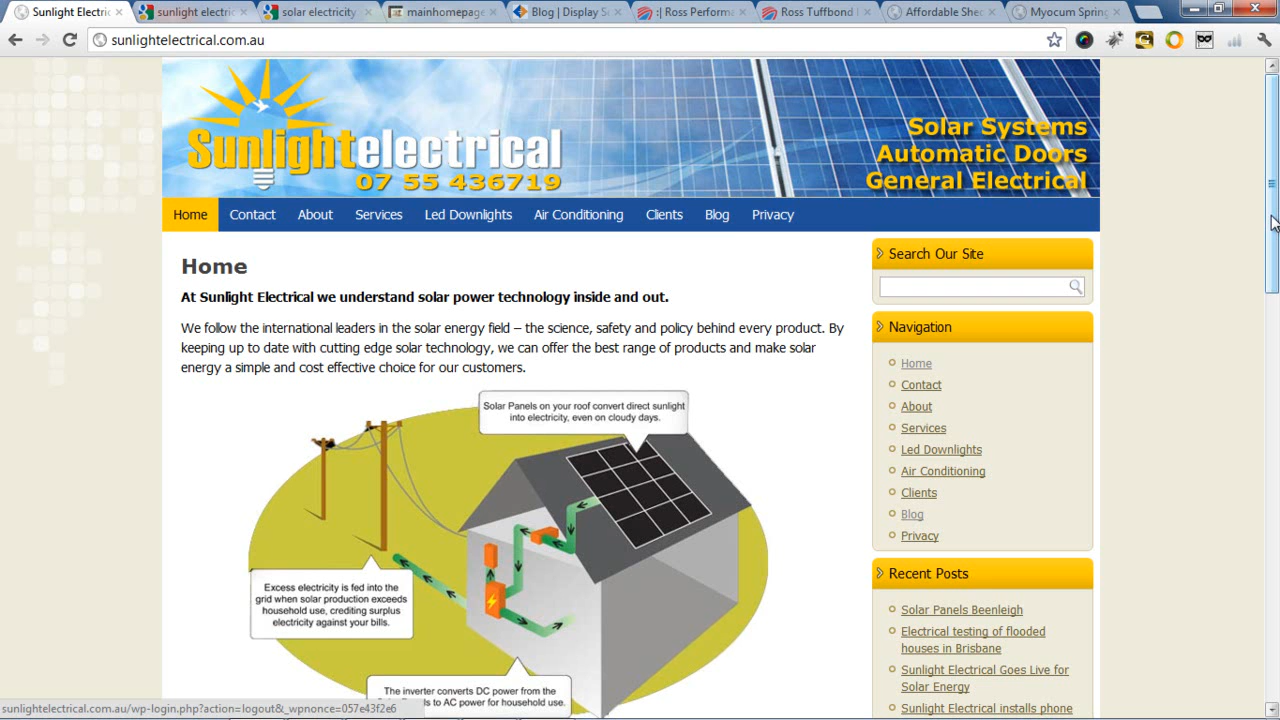 Sunlight Electric
sunlight electric
solar electricity
mainhomepage
Blog | Display S
:| Ross Perform
Ross Tuffbond
Affordable Shed
Myocum Spring
sunlightelectrical.com.au
Sunlightelectrical
07 55 436719
Solar Systems
Automatic Doors
General Electrical
Home Contact About Services Led Downlights Air Conditioning Clients Blog Privacy
Home
At Sunlight Electrical we understand solar power technology inside and out.
We follow the international leaders in the solar energy field – the science, safety and policy behind every product. By
keeping up to date with cutting edge solar technology, we can offer the best range of products and make solar
energy a simple and cost effective choice for our customers.
Solar Panels on your roof convert direct sunlight
into electricity, even on cloudy days.
Excess electricity is fed into the
grid when solar production exceeds
household use, crediting surplus
electricity against your bills.
The inverter converts DC power from the
to AC power for household use.
Search Our Site
Navigation
Home
Contact
About
Services
Led Downlights
Air Conditioning
Clients
Blog
Privacy
Recent Posts
Solar Panels Beenleigh
Electrical testing of flooded
houses in Brisbane
Sunlight Electrical Goes Live for
Solar Energy
Sunlight Electrical installs phone
sunlightelectrical.com.au/wp-login.php?action=logout&_wpnonce=057e43f2e6